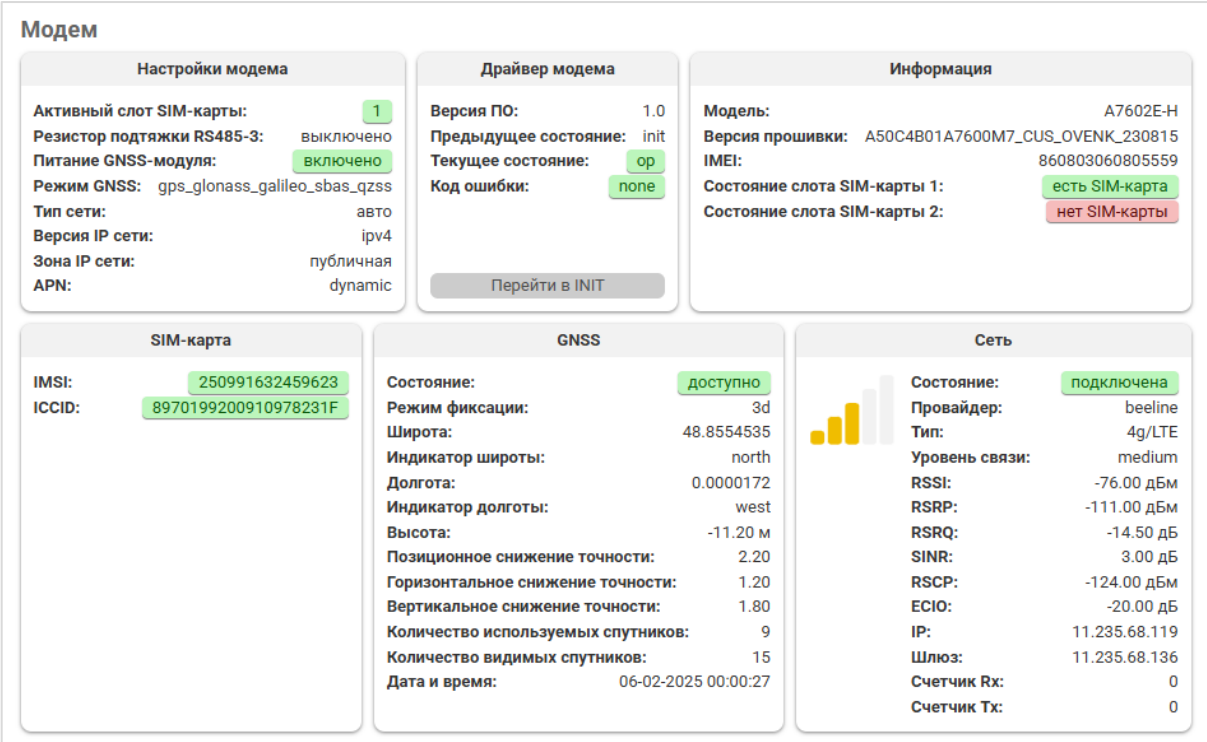 Модем
Настройки модема
Активный слот SIM-карты: 1
Резистор подтяжки RS485-3: выключено
Питание GNSS-модуля: включено
Режим GNSS: gps_glonass_galileo_sbas_qzss
Тип сети: авто
Версия IP сети: ipv4
Зона IP сети: публичная
APN: dynamic
Драйвер модема
Версия ПО: 1.0
Предыдущее состояние: init
Текущее состояние: op
Код ошибки: none
Перейти в INIT
Информация
Модель: A7602E-H
Версия прошивки: A50C4B01A7600M7_CUS_OVENK_230815
IMEI: 860803060805559
Состояние слота SIM-карты 1: есть SIM-карта
Состояние слота SIM-карты 2: нет SIM-карты
SIM-карта
IMSI: 250991632459623
ICCID: 8970199200910978231F
GNSS
Состояние: доступно
Режим фиксации: 3d
Широта: 48.8554535
Индикатор широты: north
Долгота: 0.0000172
Индикатор долготы: west
Высота: -11.20 м
Позиционное снижение точности: 2.20
Горизонтальное снижение точности: 1.20
Вертикальное снижение точности: 1.80
Количество используемых спутников: 9
Количество видимых спутников: 15
Дата и время: 06-02-2025 00:00:27
Сеть
Состояние: подключена
Провайдер: beeline
Тип: 4g/LTE
Уровень связи: medium
RSSI: -76.00 дБм
RSRP: -111.00 дБм
RSRQ: -14.50 дБ
SINR: 3.00 дБ
RSCP: -124.00 дБм
ECIO: -20.00 дБ
IP: 11.235.68.119
Шлюз: 11.235.68.136
Счетчик Rx: 0
Счетчик Tx: 0